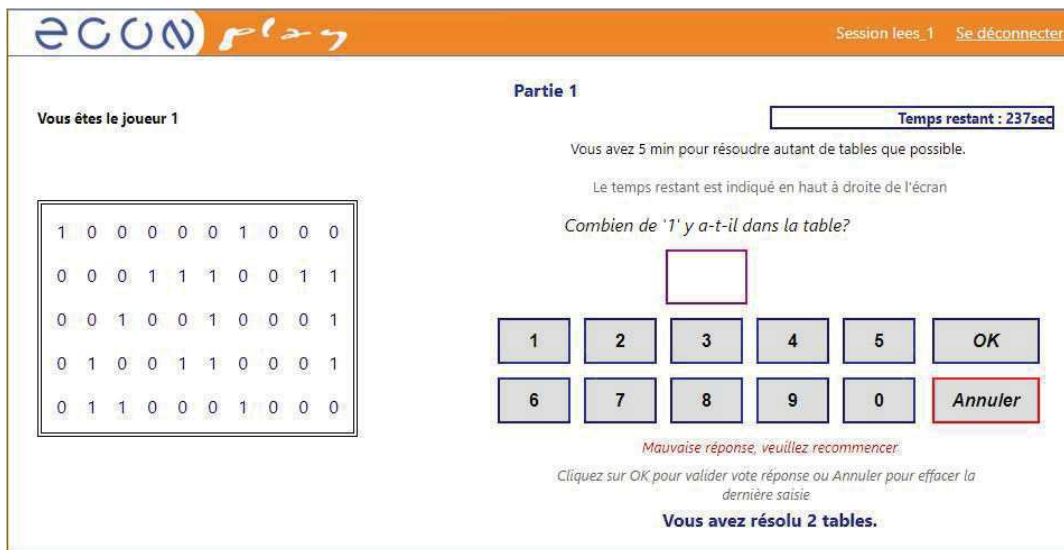 econ play
Session lees_1 Se déconnecter
Partie 1
Vous êtes le joueur 1
Temps restant : 237sec
Vous avez 5 min pour résoudre autant de tables que possible.
Le temps restant est indiqué en haut à droite de l'écran
Combien de '1' y a-t-il dans la table?
1 0 0 0 0 0 1 0 0 0
0 0 0 1 1 1 0 0 1 1
0 0 1 0 0 1 0 0 0 1
0 1 0 0 1 1 0 0 0 1
0 1 1 0 0 0 1 0 0 0
1 2 3 4 5 OK
6 7 8 9 0 Annuler
Mauvaise réponse, veuillez recommencer
Cliquez sur OK pour valider vote réponse ou Annuler pour effacer la
dernière saisie
Vous avez résolu 2 tables.